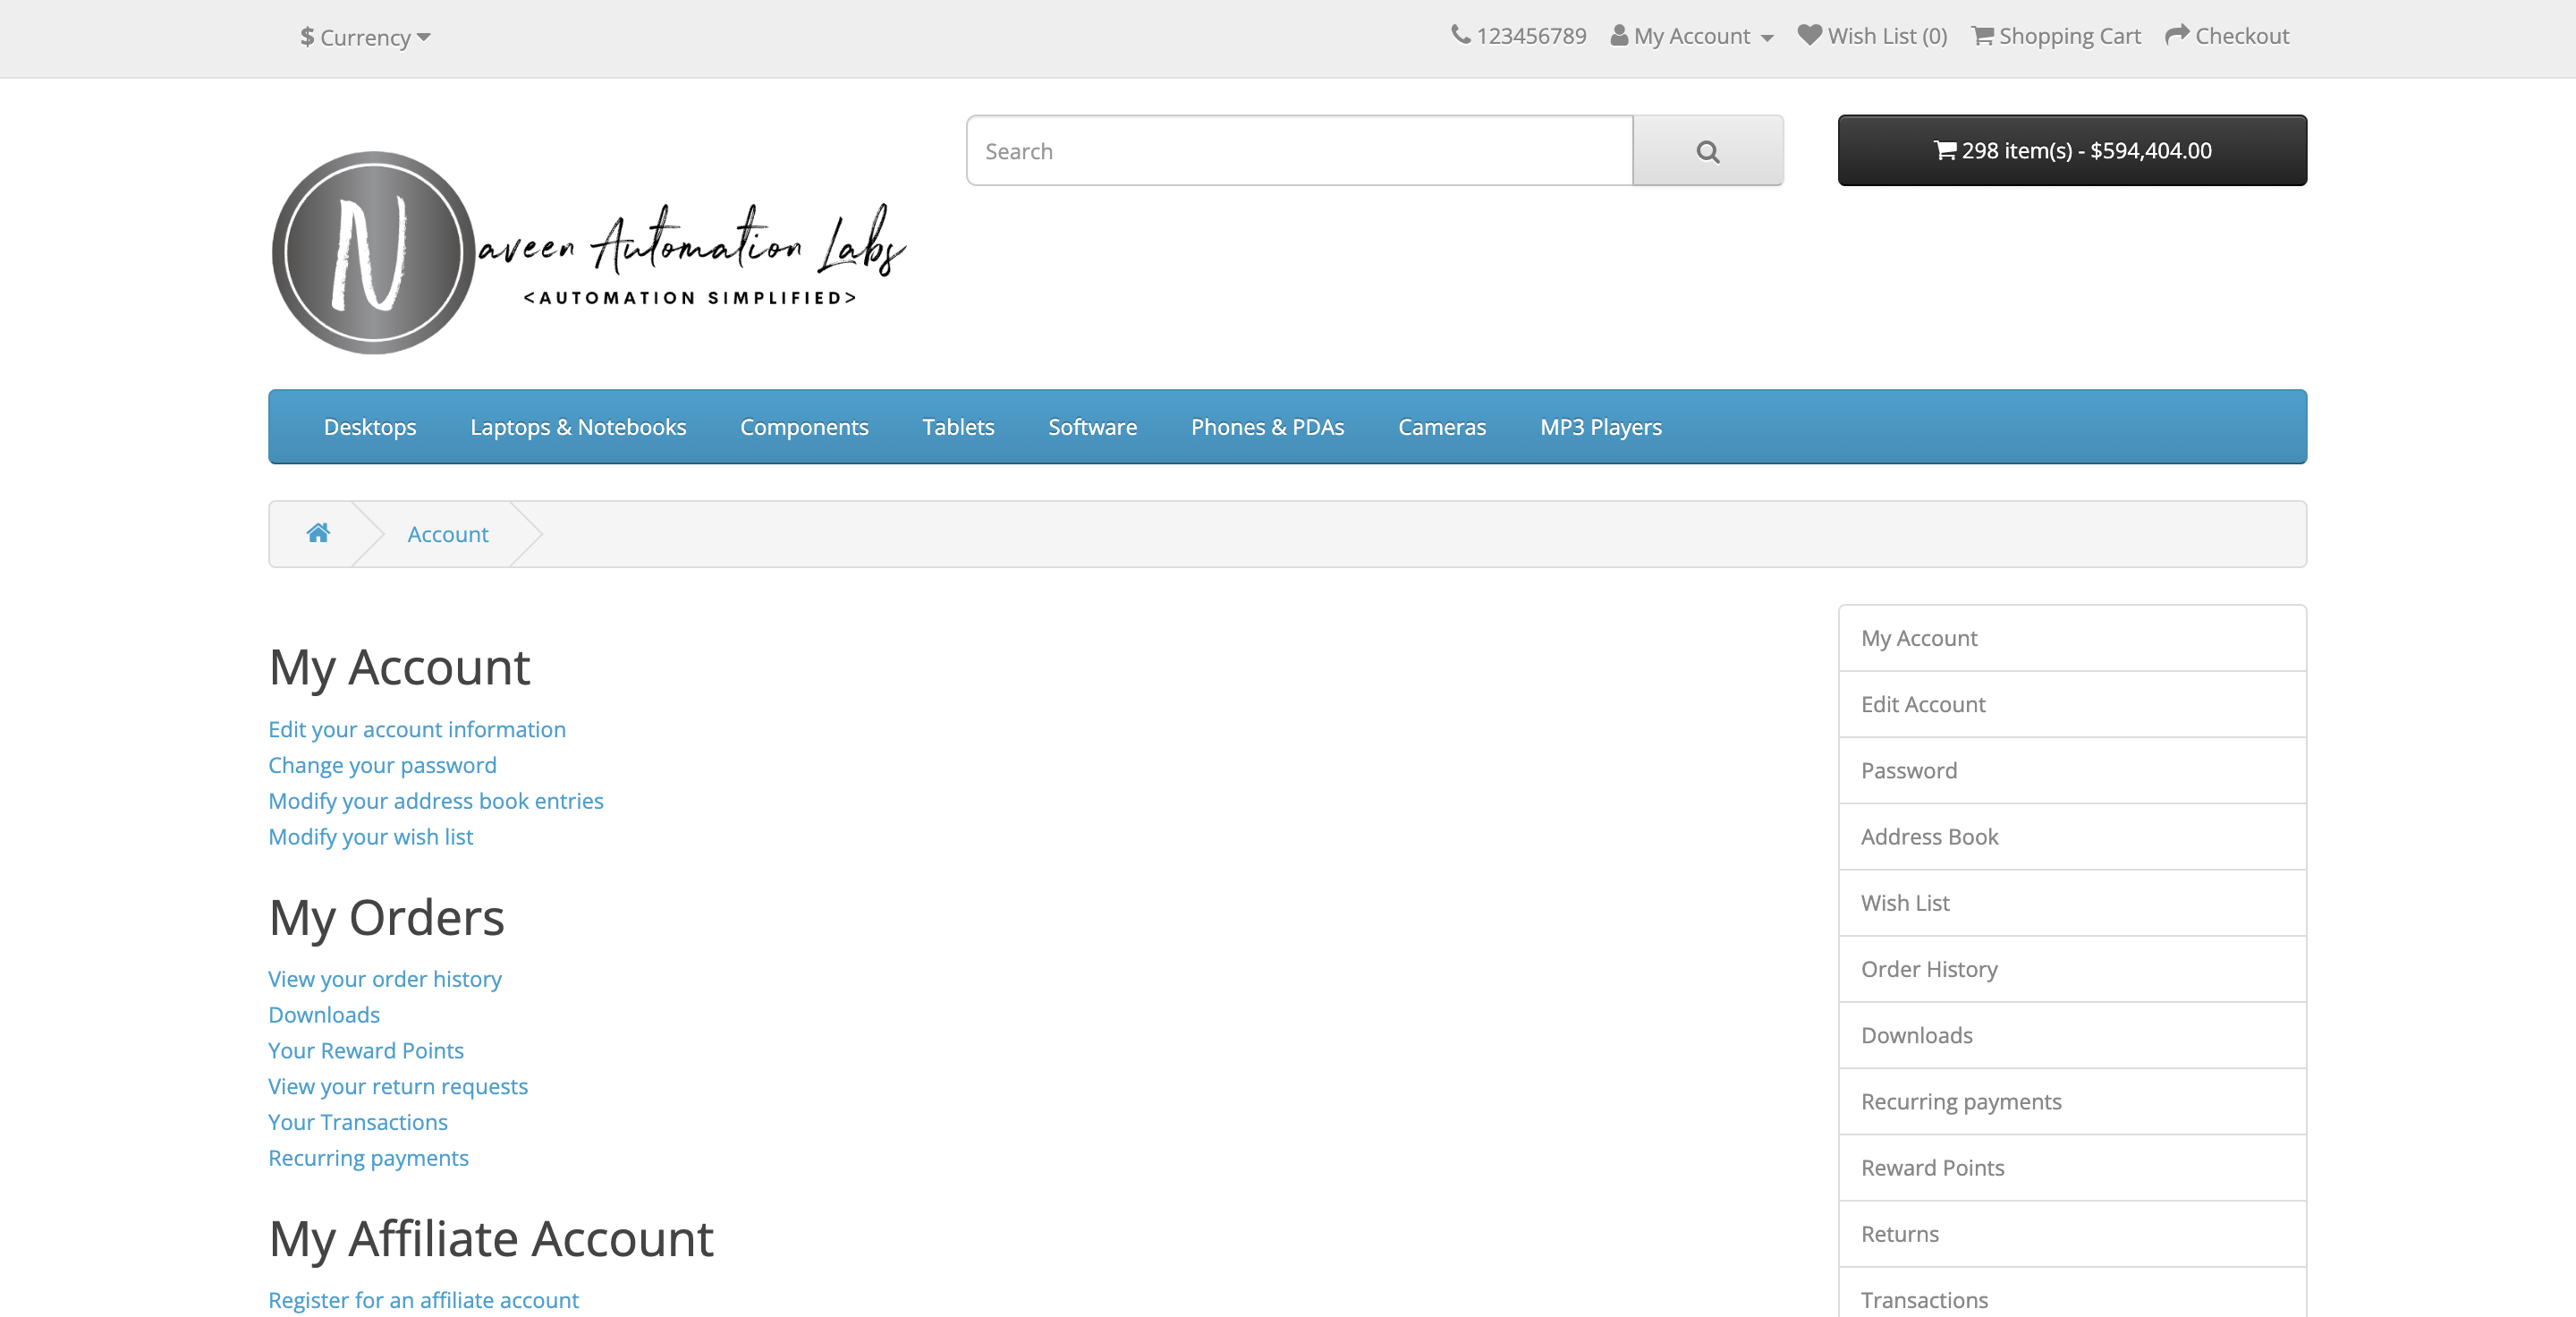 $ Currency
123456789 My Account Wish List (0) Shopping Cart Checkout
Search
298 item(s) - $594,404.00
Naveen Automation Labs
<AUTOMATION SIMPLIFIED>
Desktops Laptops & Notebooks Components Tablets Software Phones & PDAs Cameras MP3 Players
Account
My Account
Edit your account information
Change your password
Modify your address book entries
Modify your wish list
My Orders
View your order history
Downloads
Your Reward Points
View your return requests
Your Transactions
Recurring payments
My Affiliate Account
Register for an affiliate account
My Account
Edit Account
Password
Address Book
Wish List
Order History
Downloads
Recurring payments
Reward Points
Returns
Transactions